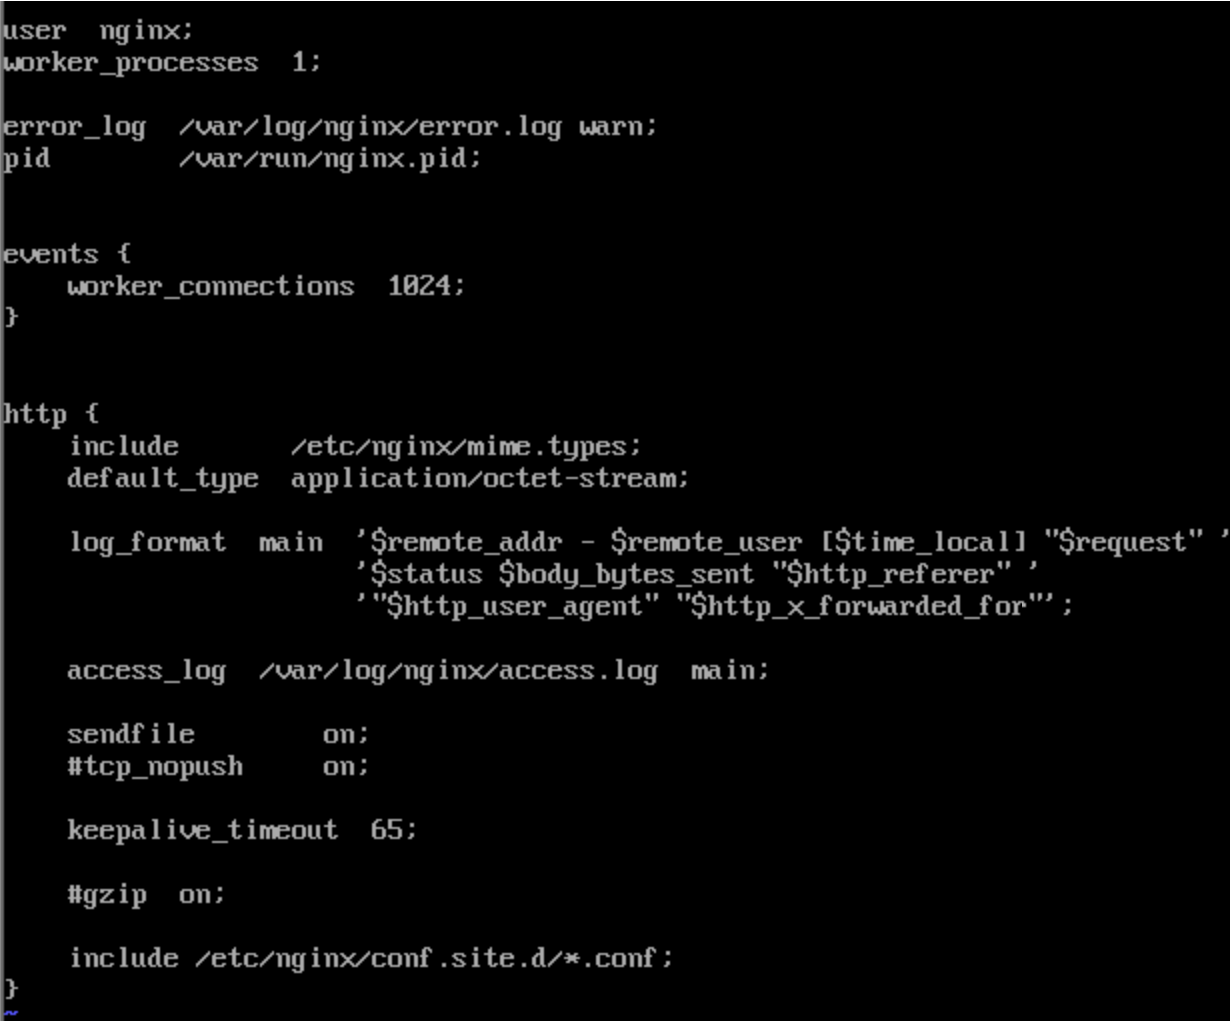 user  nginx;
worker_processes  1;

error_log  /var/log/nginx/error.log warn;
pid        /var/run/nginx.pid;


events {
    worker_connections  1024;
}


http {
    include       /etc/nginx/mime.types;
    default_type  application/octet-stream;

    log_format  main  '$remote_addr - $remote_user [$time_local] "$request" '
                      '$status $body_bytes_sent "$http_referer" '
                      '"$http_user_agent" "$http_x_forwarded_for"';

    access_log  /var/log/nginx/access.log  main;

    sendfile        on;
    #tcp_nopush     on;

    keepalive_timeout  65;

    #gzip  on;

    include /etc/nginx/conf.site.d/*.conf;
}
~